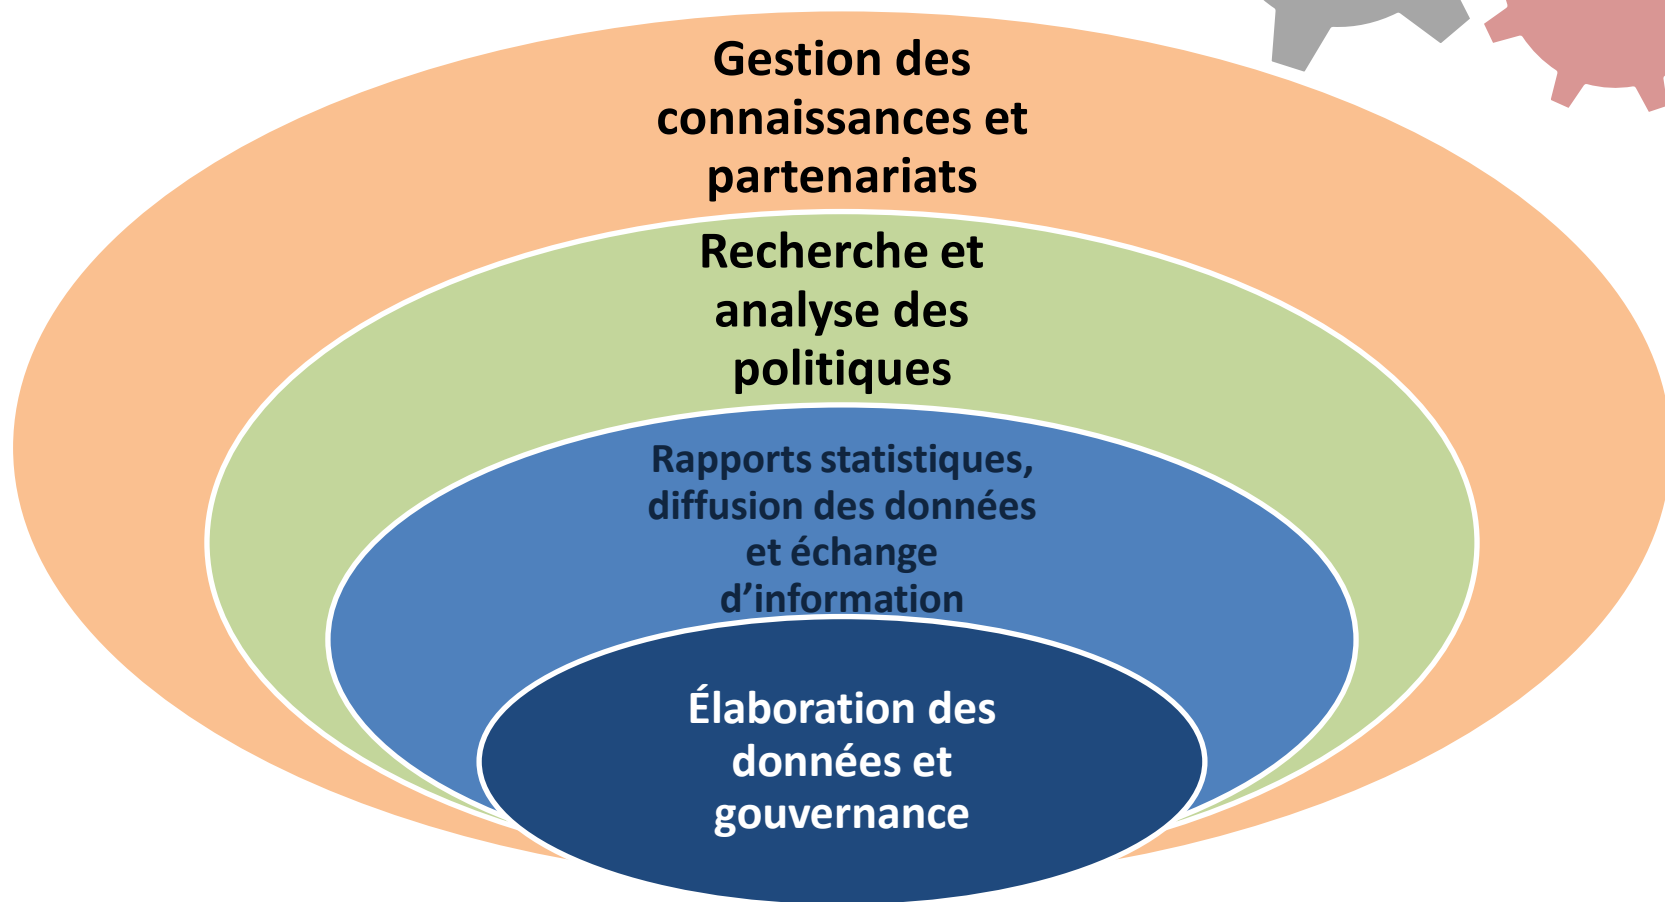 Gestion des
connaissances et
partenariats
Recherche et
analyse des
politiques
Rapports statistiques,
diffusion des données
et échange
d’information
Élaboration des
données et
gouvernance